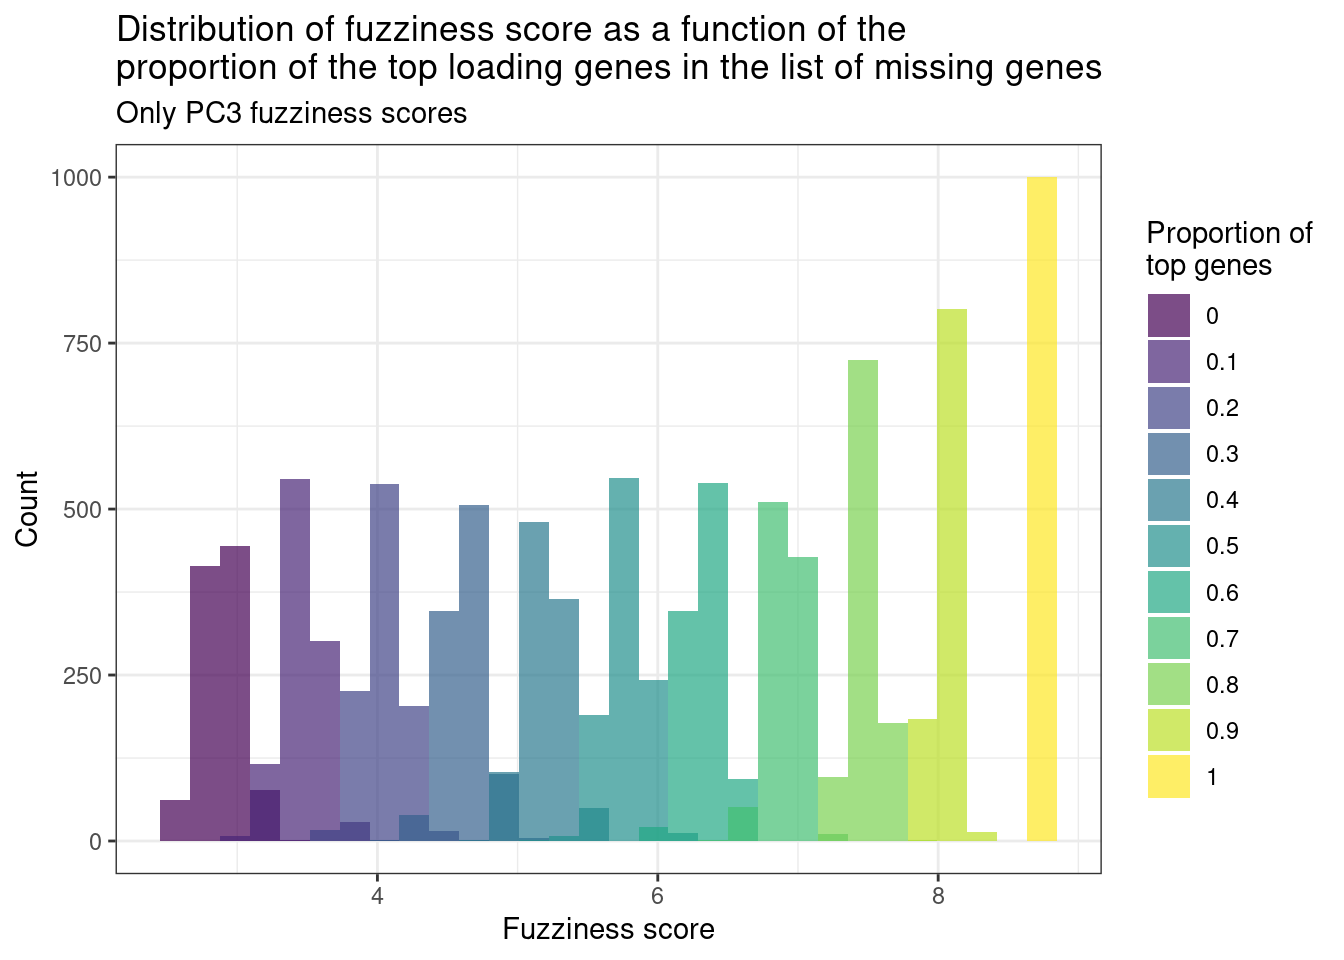 Distribution of fuzziness score as a function of the
proportion of the top loading genes in the list of missing genes
Only PC3 fuzziness scores
1000
750
500
250
0
Count
4
6
8
Fuzziness score
Proportion of
top genes
0
0.1
0.2
0.3
0.4
0.5
0.6
0.7
0.8
0.9
1